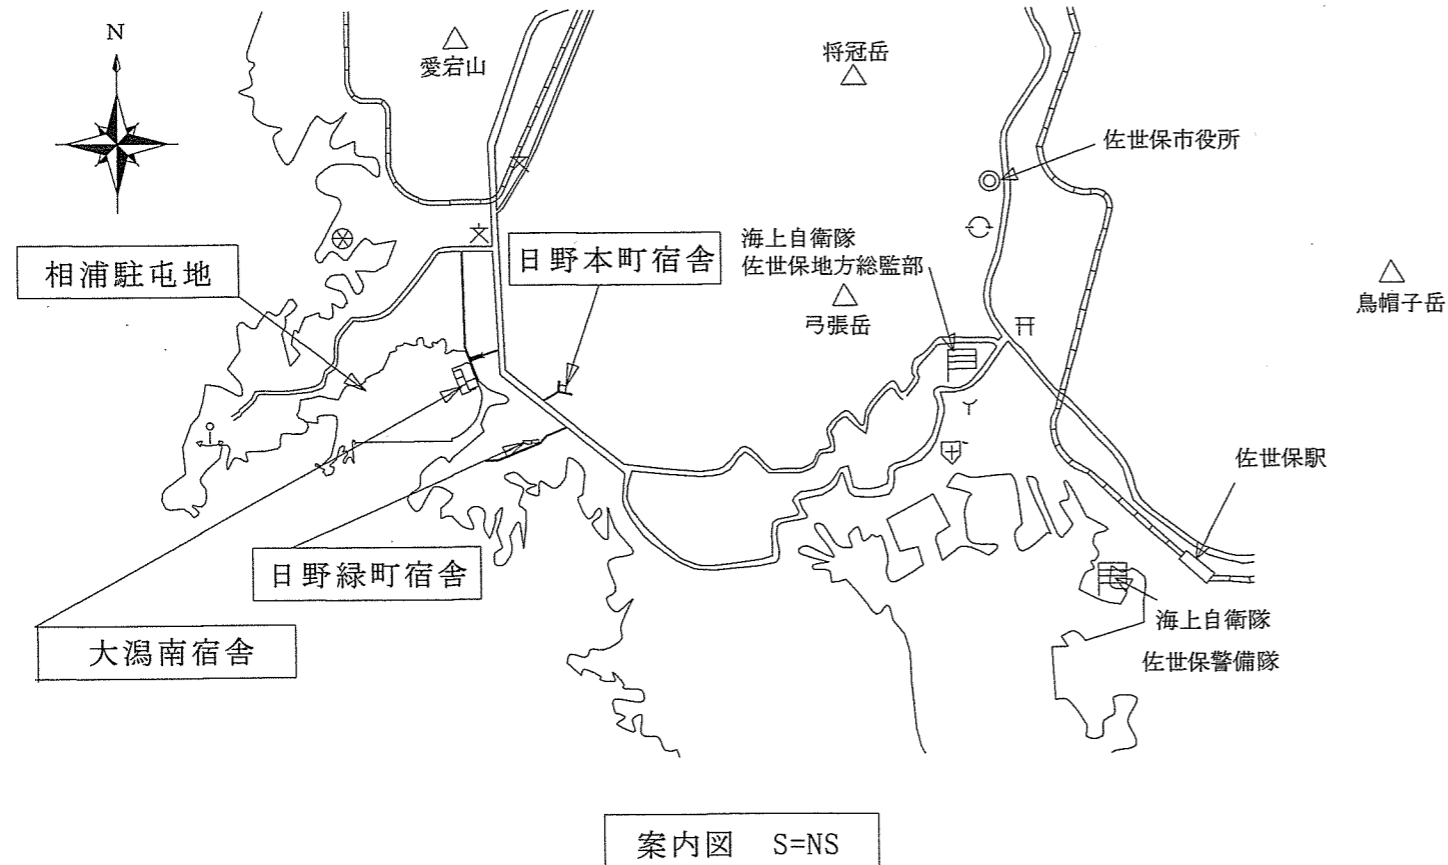 N
愛宕山
将冠岳
佐世保市役所
相浦駐屯地
日野本町宿舎
海上自衛隊
佐世保地方総監部
弓張岳
烏帽子岳
佐世保駅
日野緑町宿舎
大潟南宿舎
海上自衛隊
佐世保警備隊
案内図 S=NS